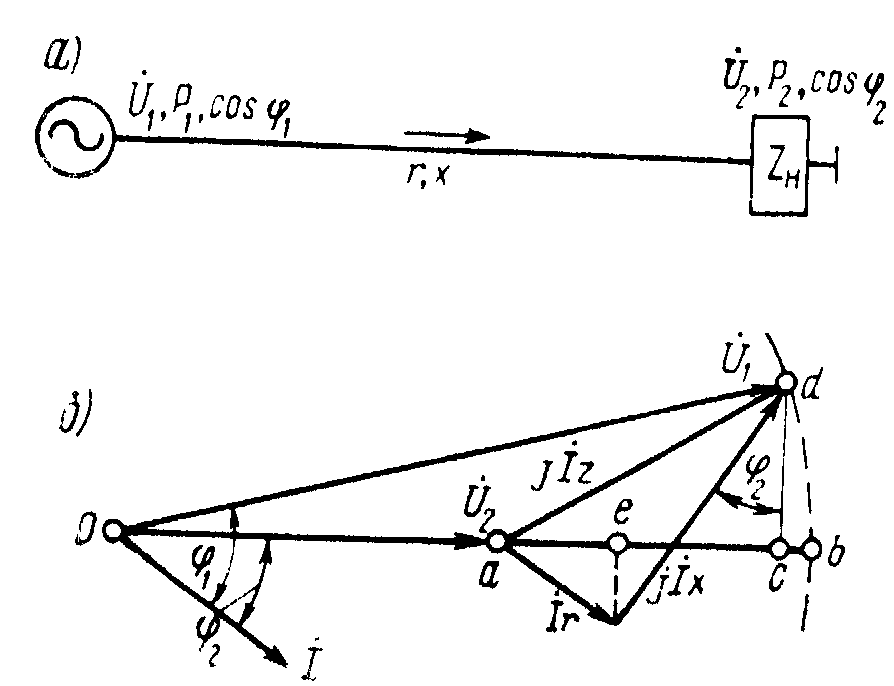 а)
U̇₁, P₁, cos φ₁
U̇₂, P₂, cos φ₂
r, x
Zн
б)
U̇₁
d
jİz
φ₂
U̇₂
e
0
a
c
b
φ₁
İr
jİx
φ₂
İ